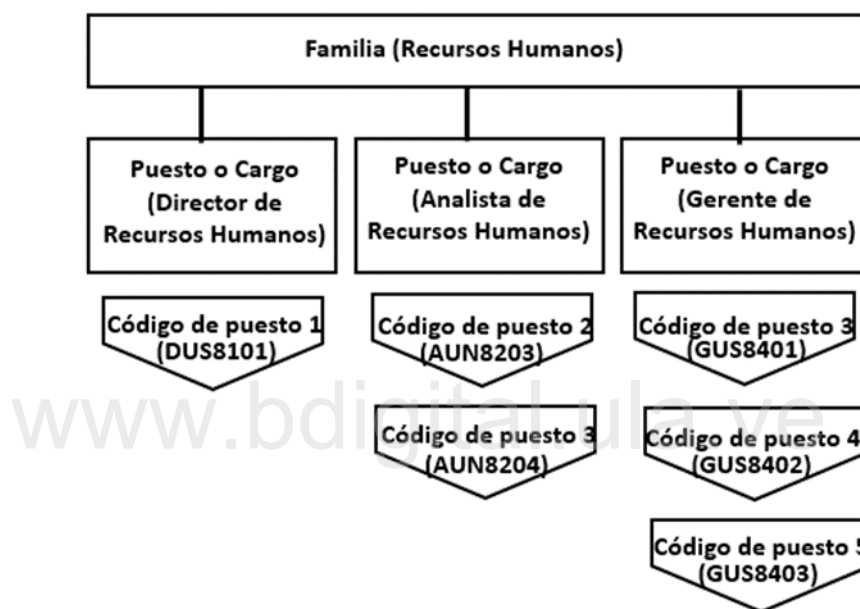 Familia (Recursos Humanos)
Puesto o Cargo
(Director de
Recursos Humanos)
Puesto o Cargo
(Analista de
Recursos Humanos)
Puesto o Cargo
(Gerente de
Recursos Humanos)
Código de puesto 1
(DUS8101)
Código de puesto 2
(AUN8203)
Código de puesto 3
(GUS8401)
Código de puesto 3
(AUN8204)
Código de puesto 4
(GUS8402)
Código de puesto 5
(GUS8403)
www.bdigital.ula.ve